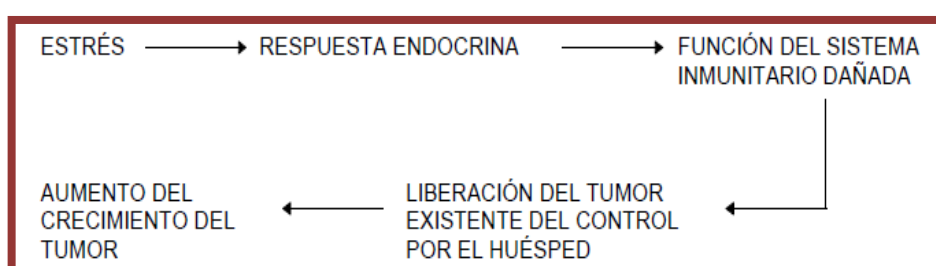 ESTRÉS
RESPUESTA ENDOCRINA
FUNCIÓN DEL SISTEMA
INMUNITARIO DAÑADA
LIBERACIÓN DEL TUMOR
EXISTENTE DEL CONTROL
POR EL HUÉSPED
AUMENTO DEL
CRECIMIENTO DEL
TUMOR